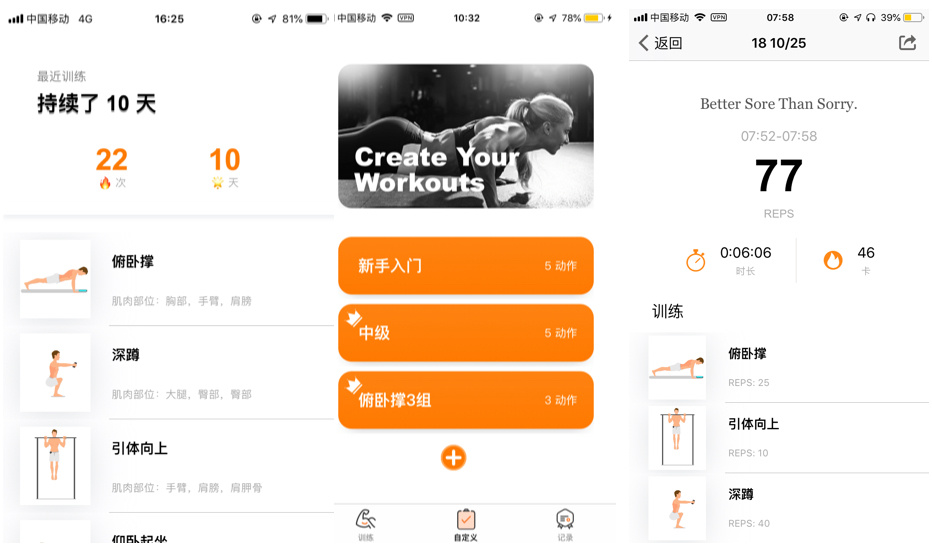 中国移动 4G 16:25 81%
最近训练
持续了 10 天
22 10
次 天
俯卧撑
肌肉部位：胸部，手臂，肩膀
深蹲
肌肉部位：大腿，臀部，臀部
引体向上
肌肉部位：手臂，肩膀，肩胛骨
仰卧起坐
中国移动 VPN 10:32 78%
Create Your
Workouts
新手入门 5 动作
中级 5 动作
俯卧撑3组 3 动作
训练 自定义 记录
中国移动 VPN 07:58 39%
返回 18 10/25
Better Sore Than Sorry.
07:52-07:58
77
REPS
0:06:06 46
时长 卡
训练
俯卧撑
REPS: 25
引体向上
REPS: 10
深蹲
REPS: 40